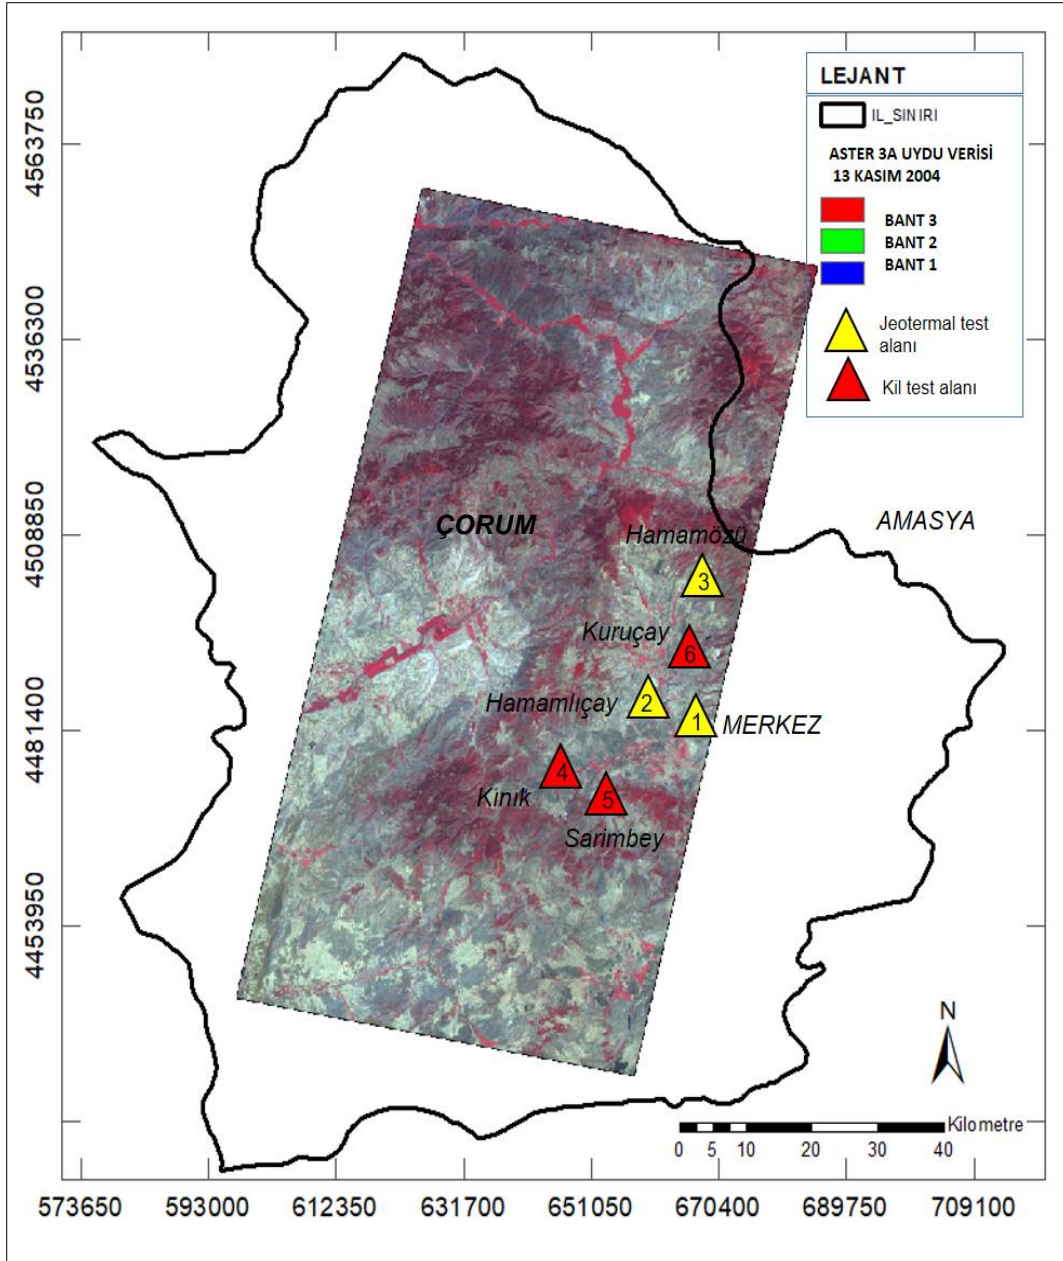 LEJANT
IL_SINIRI
ASTER 3A UYDU VERİSİ
13 KASIM 2004
BANT 3
BANT 2
BANT 1
Jeotermal test
alanı
Kil test alanı
4563750
4536300
4508850
4481400
4453950
ÇORUM
AMASYA
Hamamözü
3
Kuruçay
6
Hamamlıçay
2
1
MERKEZ
4
Kınık
5
Sarimbey
N
Kilometre
0 5 10 20 30 40
573650 593000 612350 631700 651050 670400 689750 709100